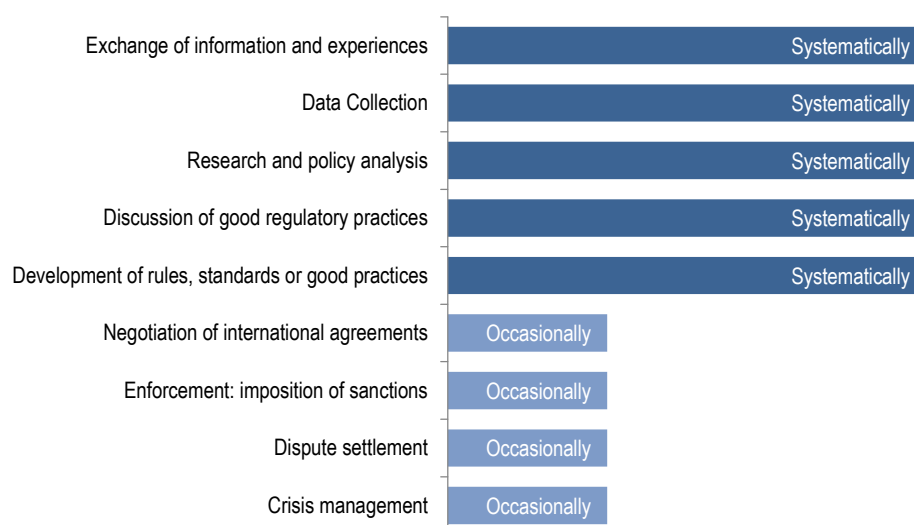 Exchange of information and experiences Systematically
Data Collection Systematically
Research and policy analysis Systematically
Discussion of good regulatory practices Systematically
Development of rules, standards or good practices Systematically
Negotiation of international agreements Occasionally
Enforcement: imposition of sanctions Occasionally
Dispute settlement Occasionally
Crisis management Occasionally